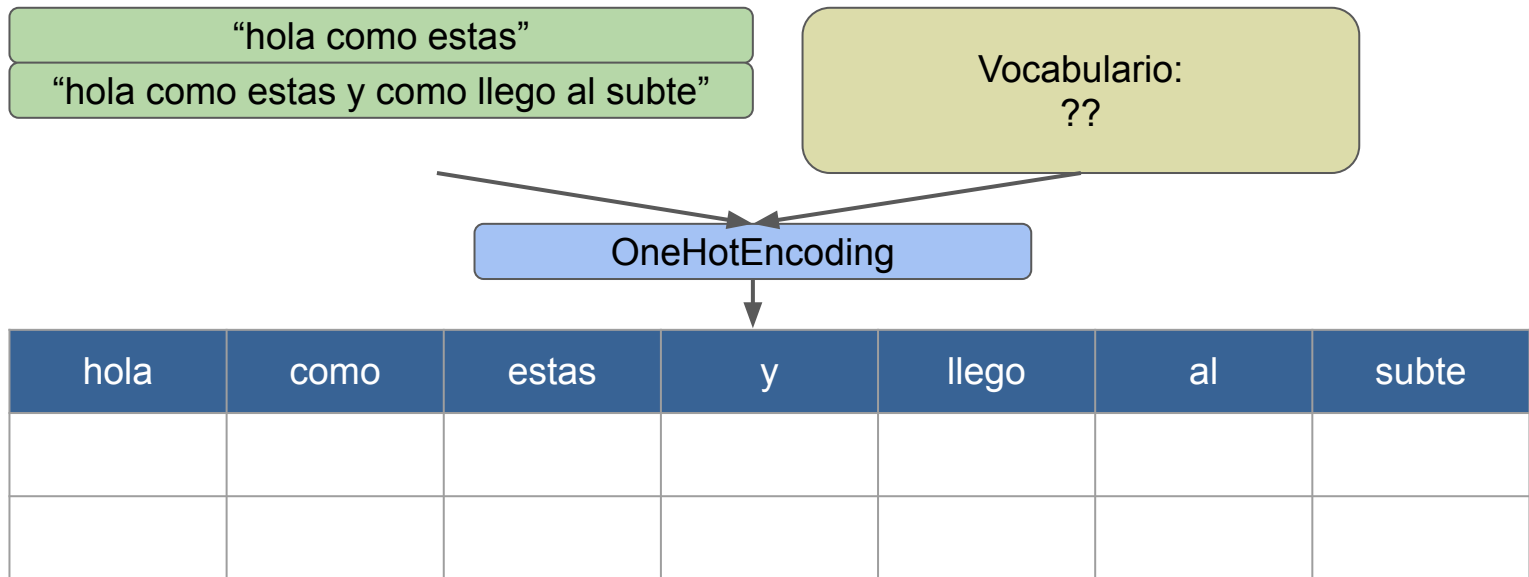 “hola como estas”
“hola como estas y como llego al subte”
Vocabulario:
??
OneHotEncoding
hola como estas y llego al subte